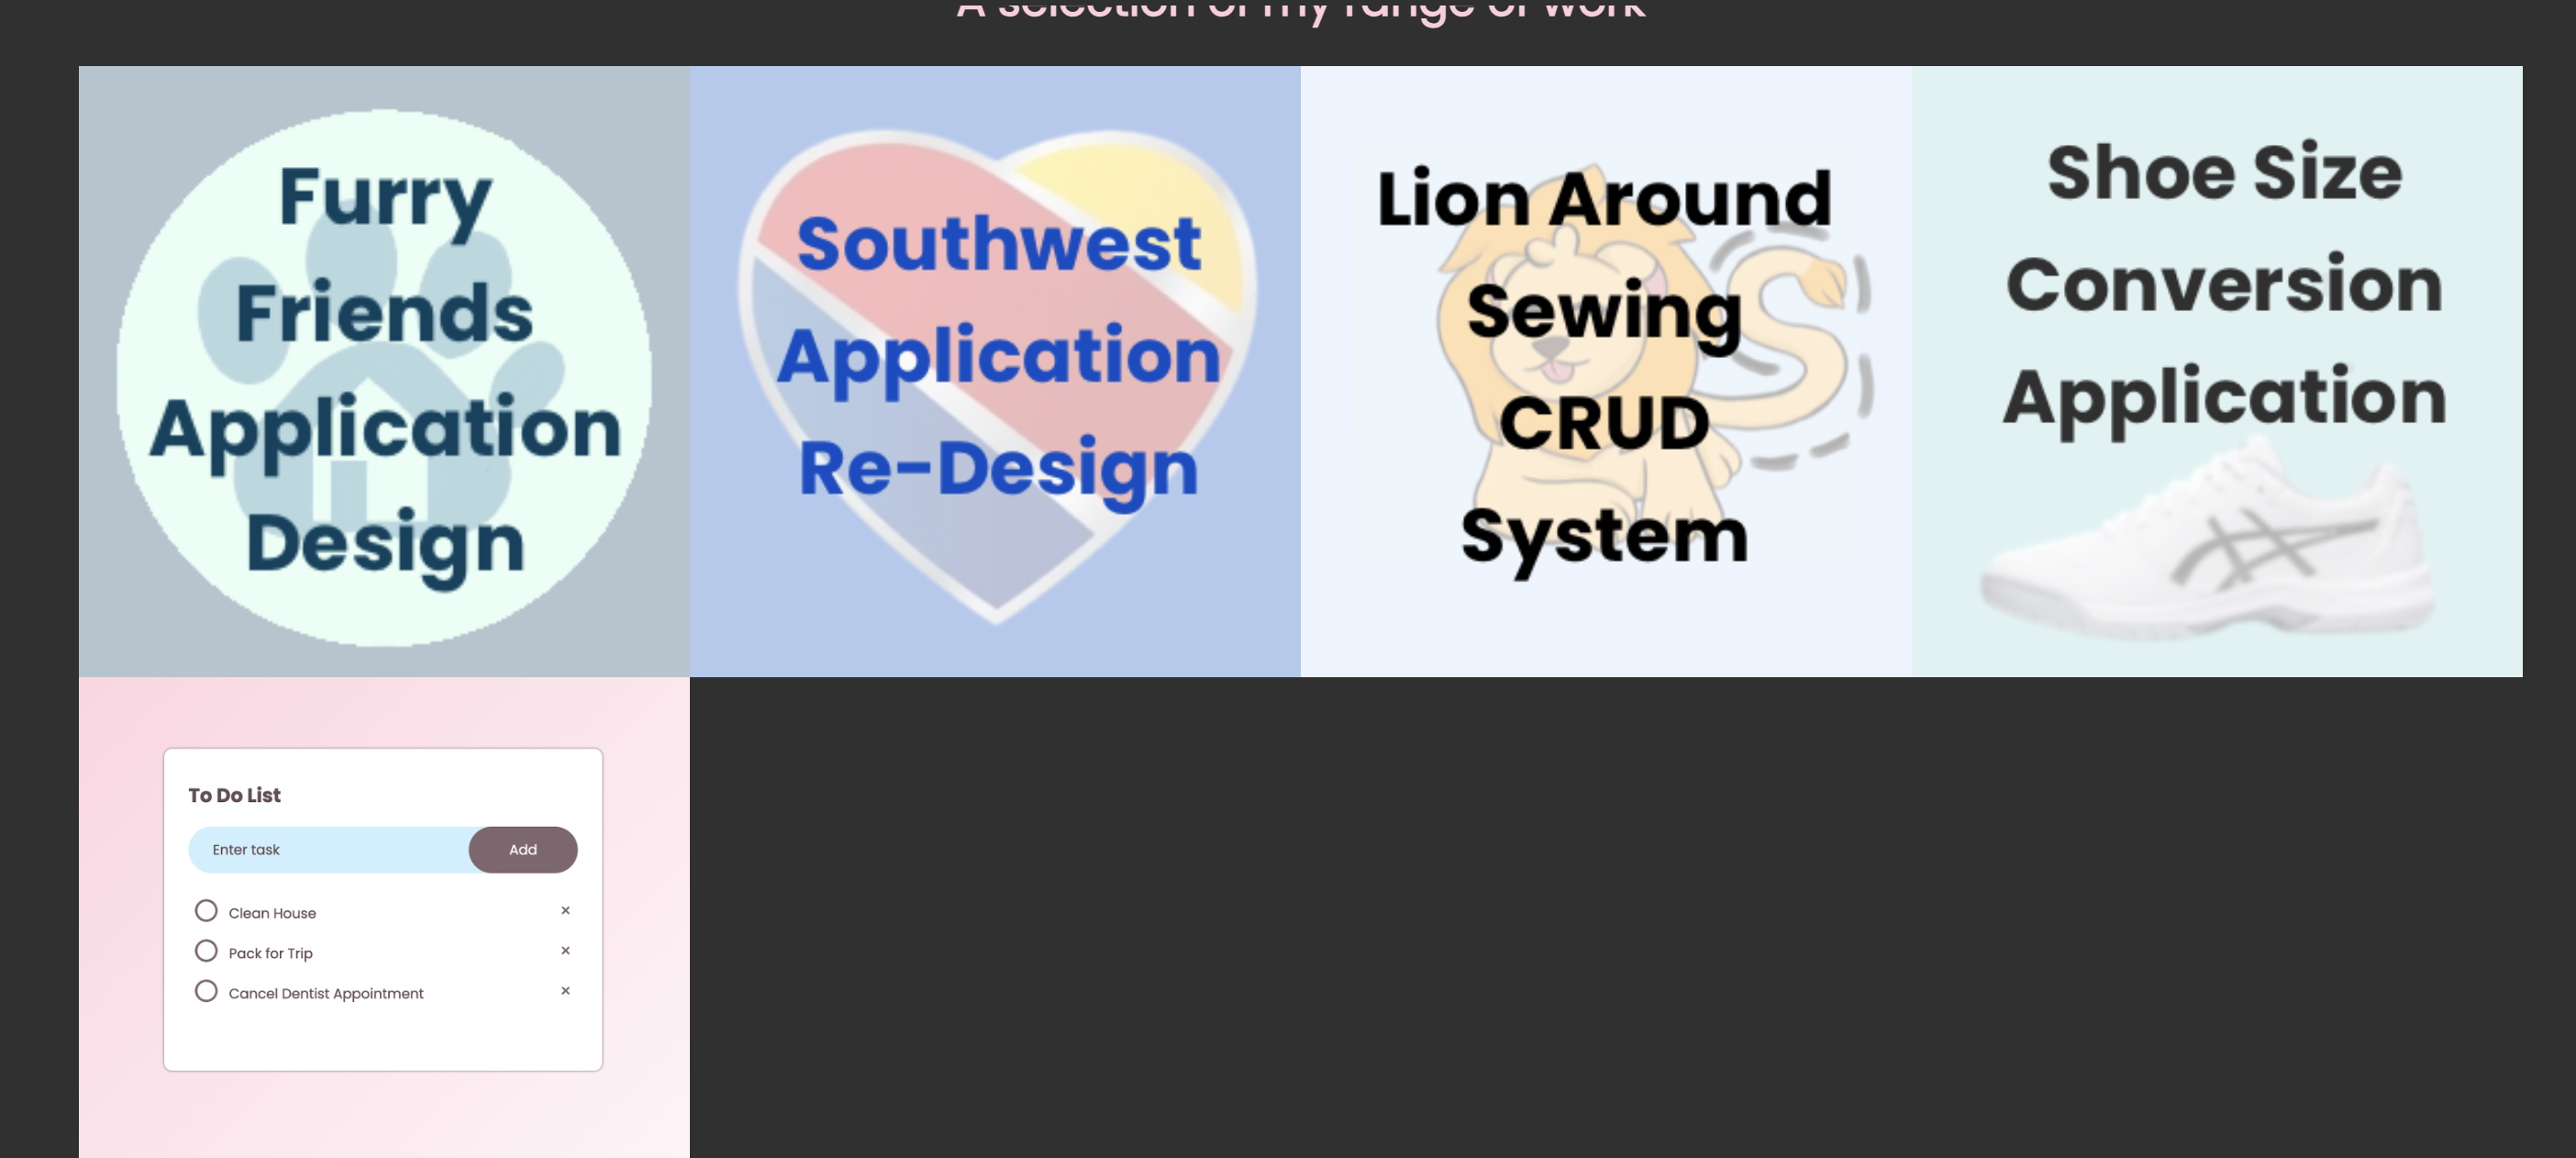 A selection of my range of work
Furry
Friends
Application
Design
Southwest
Application
Re-Design
Lion Around
Sewing
CRUD
System
Shoe Size
Conversion
Application
To Do List
Enter task
Add
Clean House
×
Pack for Trip
×
Cancel Dentist Appointment
×